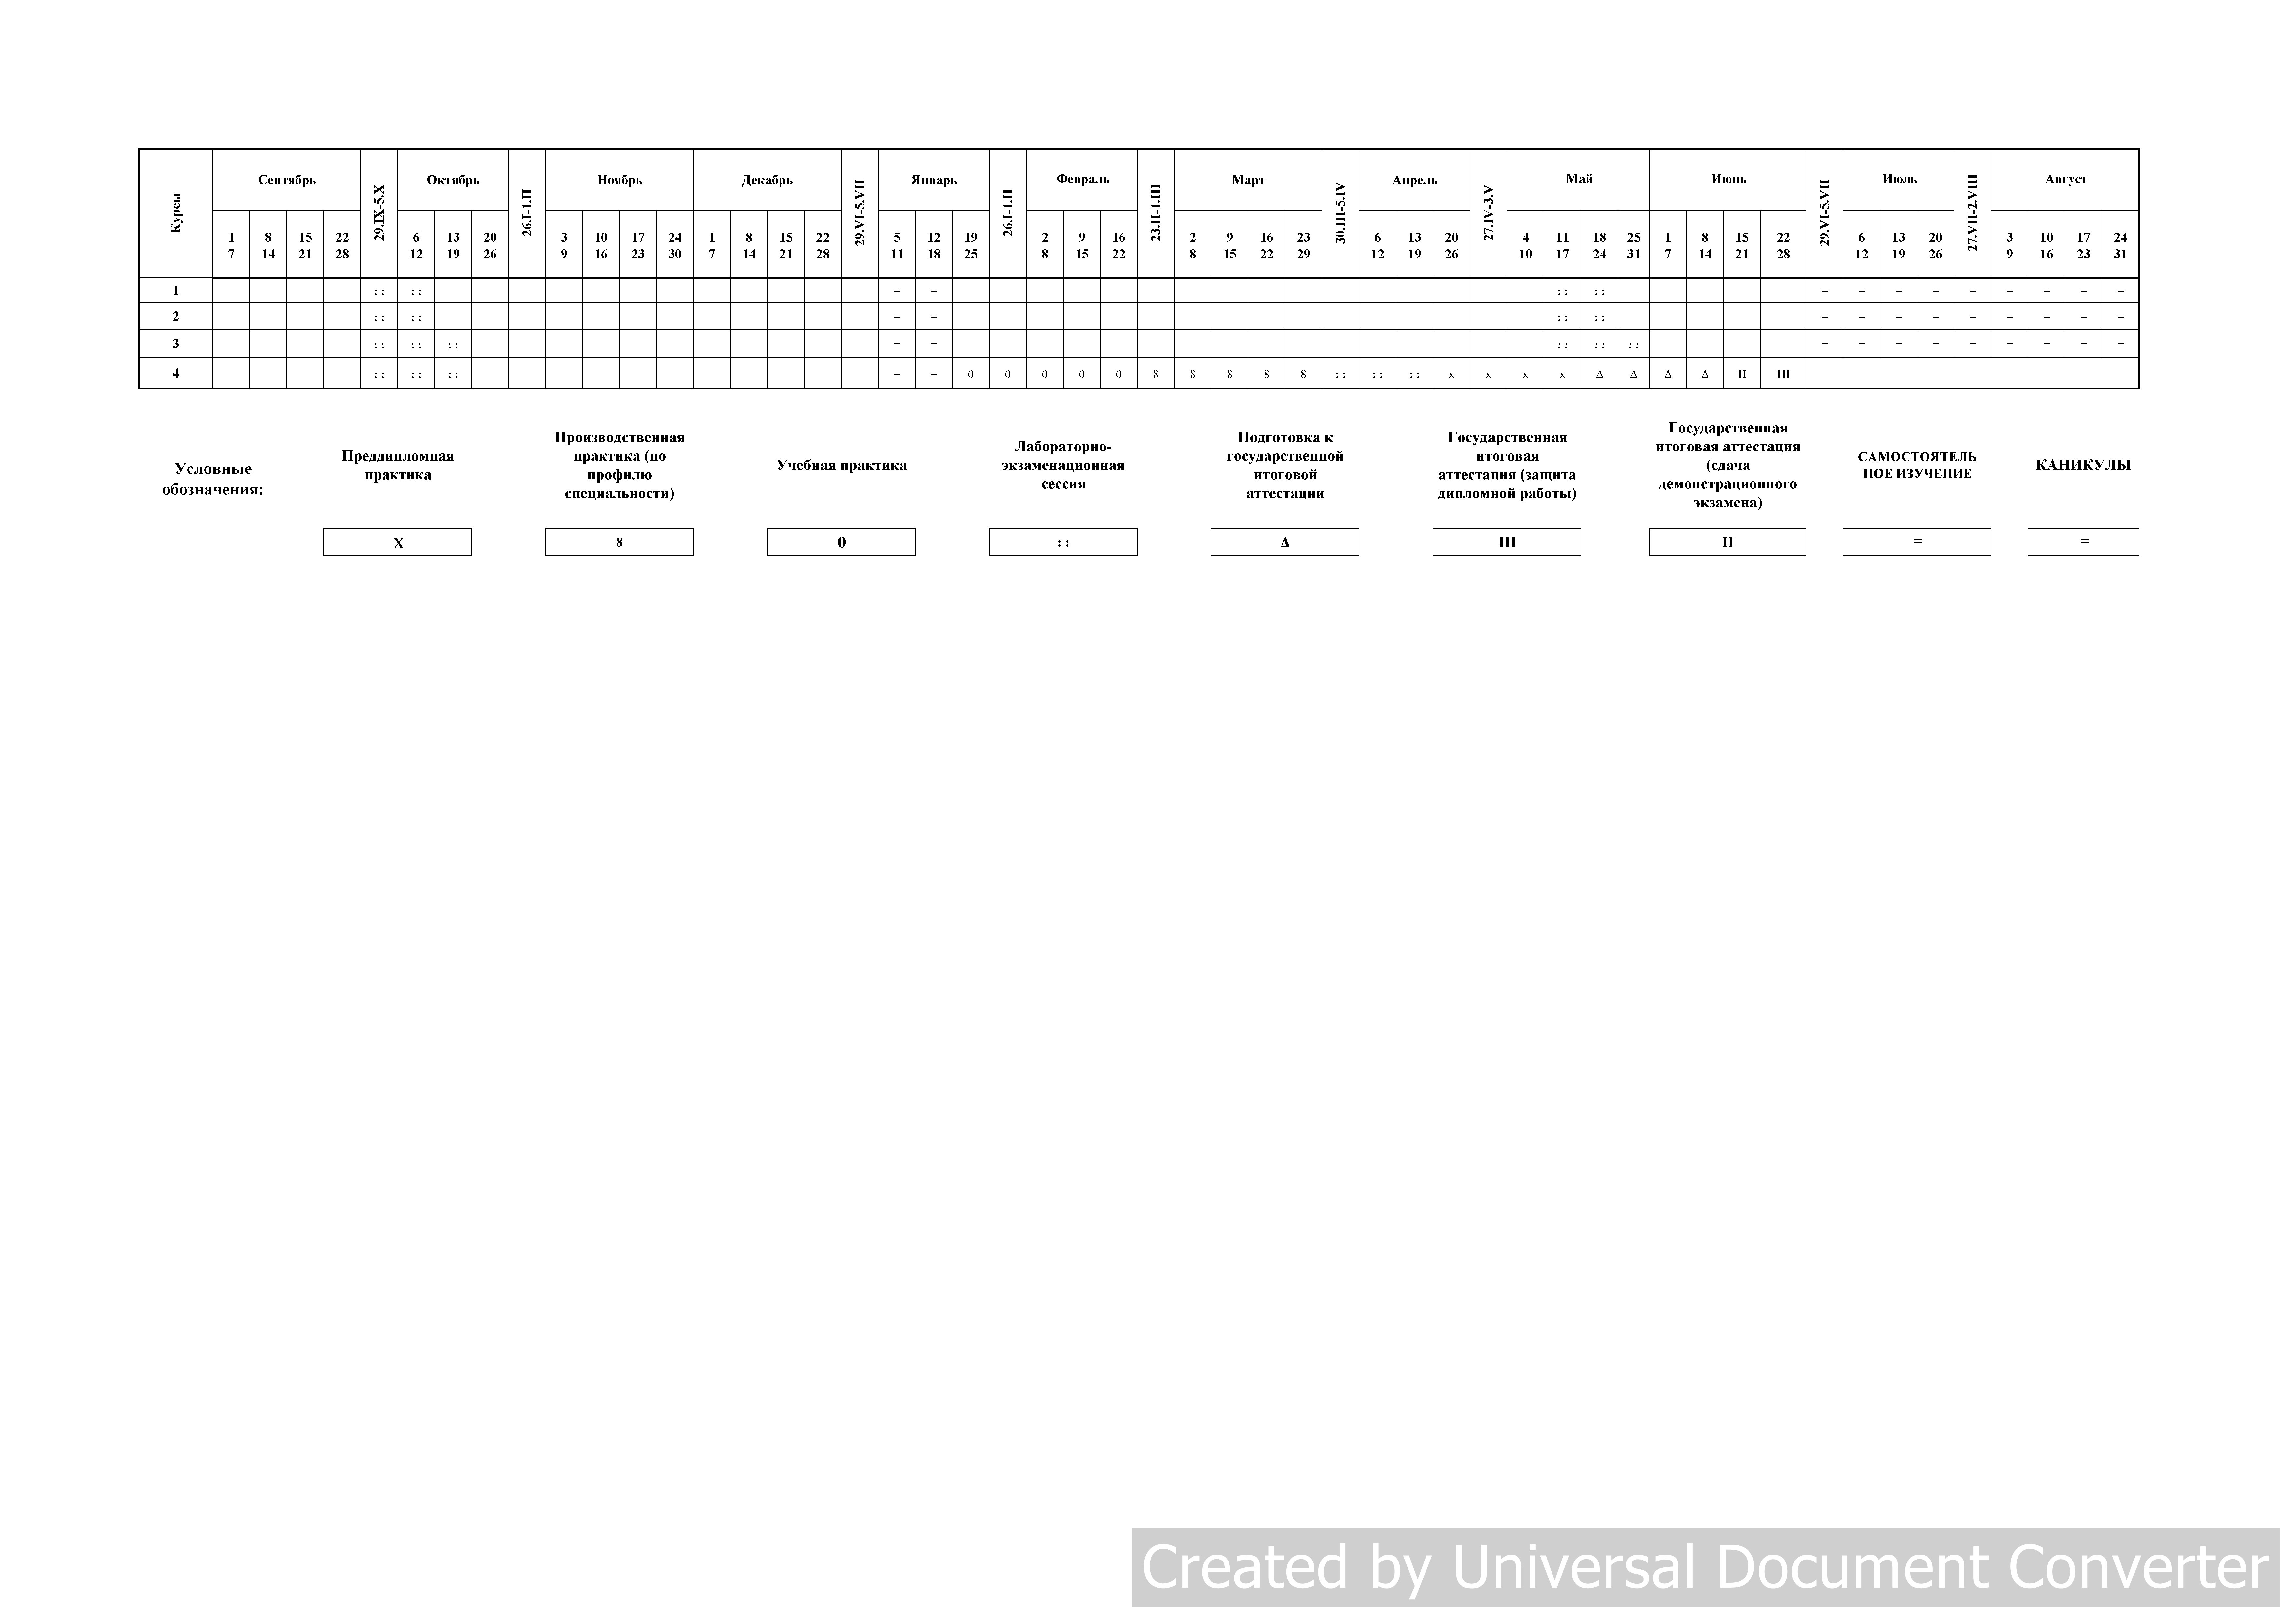 Курсы Сентябрь 29.IX-5.X Октябрь 26.I-1.II Ноябрь Декабрь 29.VI-5.VII Январь 26.I-1.II Февраль 23.II-1.III Март 30.III-5.IV Апрель 27.IV-3.V Май Июнь 29.VI-5.VII Июль 27.VII-2.VIII Август
1 8 15 22 6 13 20 3 10 17 24 1 8 15 22 5 12 19 2 9 16 2 9 16 23 6 13 20 4 11 18 25 1 8 15 22 6 13 20 3 10 17 24
7 14 21 28 12 19 26 9 16 23 30 7 14 21 28 11 18 25 8 15 22 8 15 22 29 12 19 26 10 17 24 31 7 14 21 28 12 19 26 9 16 23 31
1 : : : : = = : : : : = = = = = = = = =
2 : : : : = = : : : : = = = = = = = = =
3 : : : : : : = = : : : : : : = = = = = = = = =
4 : : : : : : = = 0 0 0 0 0 8 8 8 8 8 : : : : : : x x x x Δ Δ Δ Δ II III
Условные
обозначения:
Преддипломная
практика
Производственная
практика (по
профилю
специальности)
Учебная практика
Лабораторно-
экзаменационная
сессия
Подготовка к
государственной
итоговой
аттестации
Государственная
итоговая
аттестация (защита
дипломной работы)
Государственная
итоговая аттестация
(сдача
демонстрационного
экзамена)
САМОСТОЯТЕЛЬ
НОЕ ИЗУЧЕНИЕ
КАНИКУЛЫ
X 8 0 : : Δ III II = =
Created by Universal Document Converter